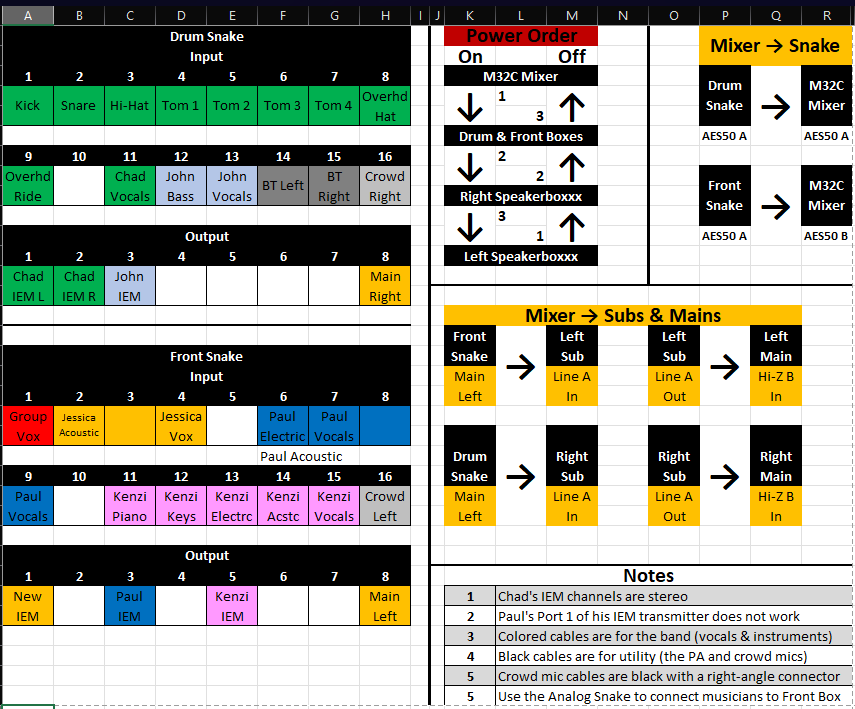 A B C D E F G H I J K L M N O P Q R
Drum Snake
Input
1 2 3 4 5 6 7 8
Kick Snare Hi-Hat Tom 1 Tom 2 Tom 3 Tom 4 Overhd Hat
9 10 11 12 13 14 15 16
Overhd Ride Chad Vocals John Bass John Vocals BT Left BT Right Crowd Right
Output
1 2 3 4 5 6 7 8
Chad IEM L Chad IEM R John IEM Main Right
Front Snake
Input
1 2 3 4 5 6 7 8
Group Vox Jessica Acoustic Jessica Vox Paul Electric Paul Vocals
Paul Acoustic
9 10 11 12 13 14 15 16
Paul Vocals Kenzi Piano Kenzi Keys Kenzi Electrc Kenzi Acstc Kenzi Vocals Crowd Left
Output
1 2 3 4 5 6 7 8
New IEM Paul IEM Kenzi IEM Main Left
Power Order
On Off
M32C Mixer
↓ 1 3 ↑
Drum & Front Boxes
↓ 2 2 ↑
Right Speakerboxxx
↓ 3 1 ↑
Left Speakerboxxx
Mixer → Snake
Drum Snake → M32C Mixer
AES50 A AES50 A
Front Snake → M32C Mixer
AES50 A AES50 B
Mixer → Subs & Mains
Front Snake → Left Sub Left Sub → Left Main
Main Left Line A In Line A Out Hi-Z B In
Drum Snake → Right Sub Right Sub → Right Main
Main Left Line A In Line A Out Hi-Z B In
Notes
1 Chad's IEM channels are stereo
2 Paul's Port 1 of his IEM transmitter does not work
3 Colored cables are for the band (vocals & instruments)
4 Black cables are for utility (the PA and crowd mics)
5 Crowd mic cables are black with a right-angle connector
5 Use the Analog Snake to connect musicians to Front Box